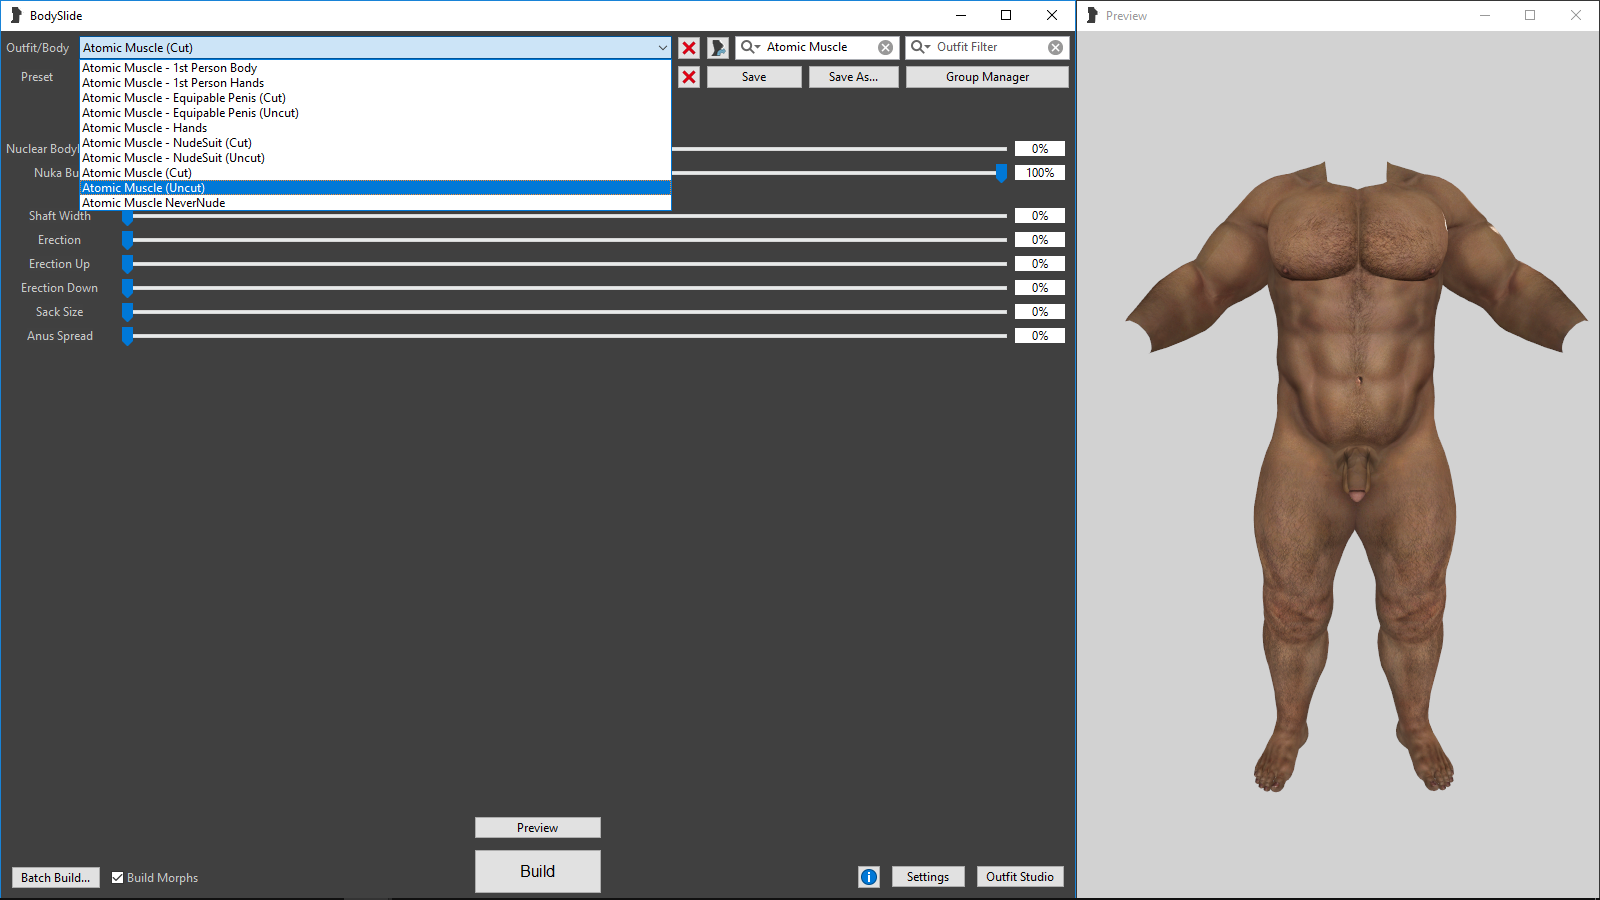 BodySlide
Preview
Outfit/Body
Atomic Muscle (Cut)
Atomic Muscle
Outfit Filter
Preset
Save
Save As...
Group Manager
Atomic Muscle - 1st Person Body
Atomic Muscle - 1st Person Hands
Atomic Muscle - Equipable Penis (Cut)
Atomic Muscle - Equipable Penis (Uncut)
Atomic Muscle - Hands
Atomic Muscle - NudeSuit (Cut)
Atomic Muscle - NudeSuit (Uncut)
Atomic Muscle (Cut)
Atomic Muscle (Uncut)
Atomic Muscle NeverNude
Nuclear Body
0%
Nuka Bu
100%
Shaft Width
0%
Erection
0%
Erection Up
0%
Erection Down
0%
Sack Size
0%
Anus Spread
0%
Preview
Build
Batch Build...
Build Morphs
Settings
Outfit Studio